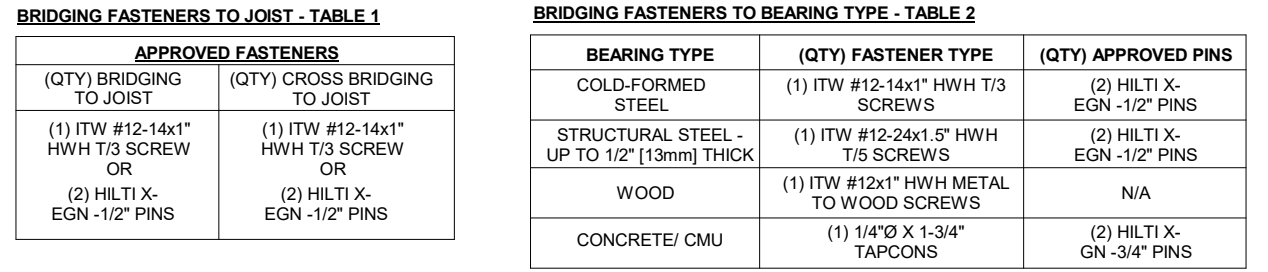 BRIDGING FASTENERS TO JOIST - TABLE 1
APPROVED FASTENERS
(QTY) BRIDGING
TO JOIST
(QTY) CROSS BRIDGING
TO JOIST
(1) ITW #12-14x1"
HWH T/3 SCREW
OR
(2) HILTI X-
EGN -1/2" PINS
(1) ITW #12-14x1"
HWH T/3 SCREW
OR
(2) HILTI X-
EGN -1/2" PINS
BRIDGING FASTENERS TO BEARING TYPE - TABLE 2
BEARING TYPE
(QTY) FASTENER TYPE
(QTY) APPROVED PINS
COLD-FORMED
STEEL
(1) ITW #12-14x1" HWH T/3
SCREWS
(2) HILTI X-
EGN -1/2" PINS
STRUCTURAL STEEL -
UP TO 1/2" [13mm] THICK
(1) ITW #12-24x1.5" HWH
T/5 SCREWS
(2) HILTI X-
EGN -1/2" PINS
WOOD
(1) ITW #12x1" HWH METAL
TO WOOD SCREWS
N/A
CONCRETE/ CMU
(1) 1/4"Ø X 1-3/4"
TAPCONS
(2) HILTI X-
GN -3/4" PINS